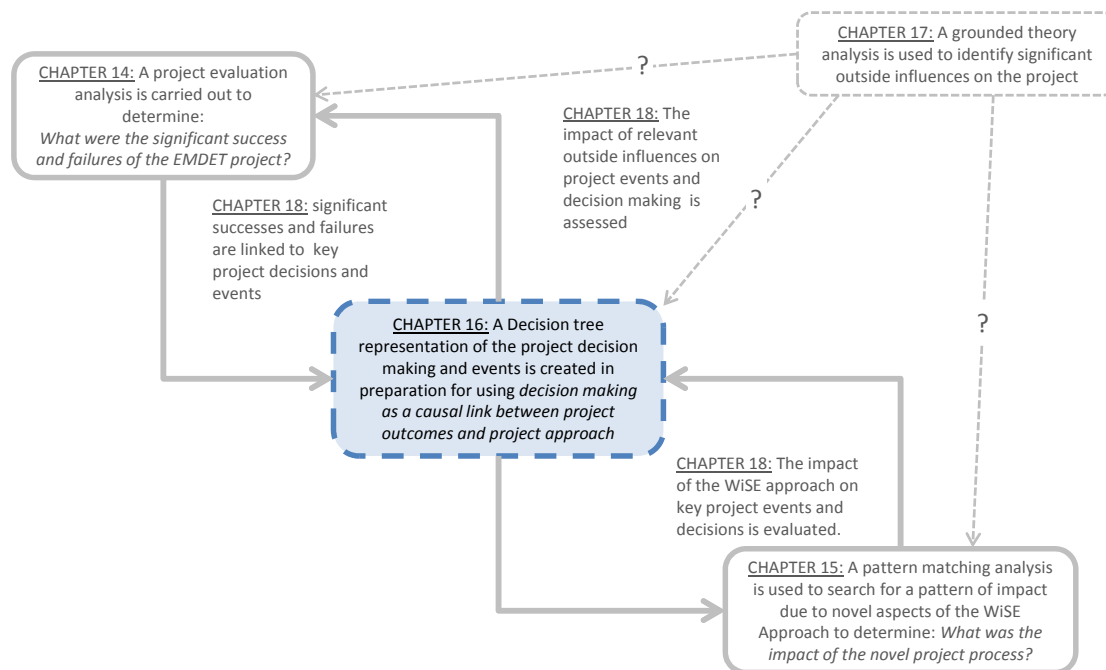 CHAPTER 17: A grounded theory
analysis is used to identify significant
outside influences on the project
?
CHAPTER 14: A project evaluation
analysis is carried out to
determine:
What were the significant success
and failures of the EMDET project?
CHAPTER 18: The
impact of relevant
outside influences on
project events and
decision making is
assessed
?
CHAPTER 18: significant
successes and failures
are linked to key
project decisions and
events
?
CHAPTER 16: A Decision tree
representation of the project decision
making and events is created in
preparation for using decision making
as a causal link between project
outcomes and project approach
CHAPTER 18: The impact
of the WiSE approach on
key project events and
decisions is evaluated.
CHAPTER 15: A pattern matching analysis
is used to search for a pattern of impact
due to novel aspects of the WiSE
Approach to determine: What was the
impact of the novel project process?